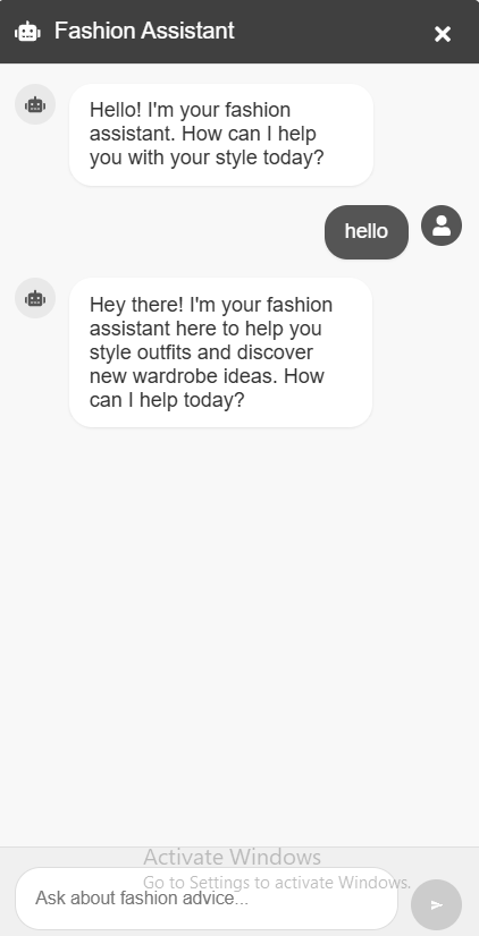 Fashion Assistant
Hello! I'm your fashion
assistant. How can I help
you with your style today?
hello
Hey there! I'm your fashion
assistant here to help you
style outfits and discover
new wardrobe ideas. How
can I help today?
Activate Windows
Go to Settings to activate Windows.
Ask about fashion advice...